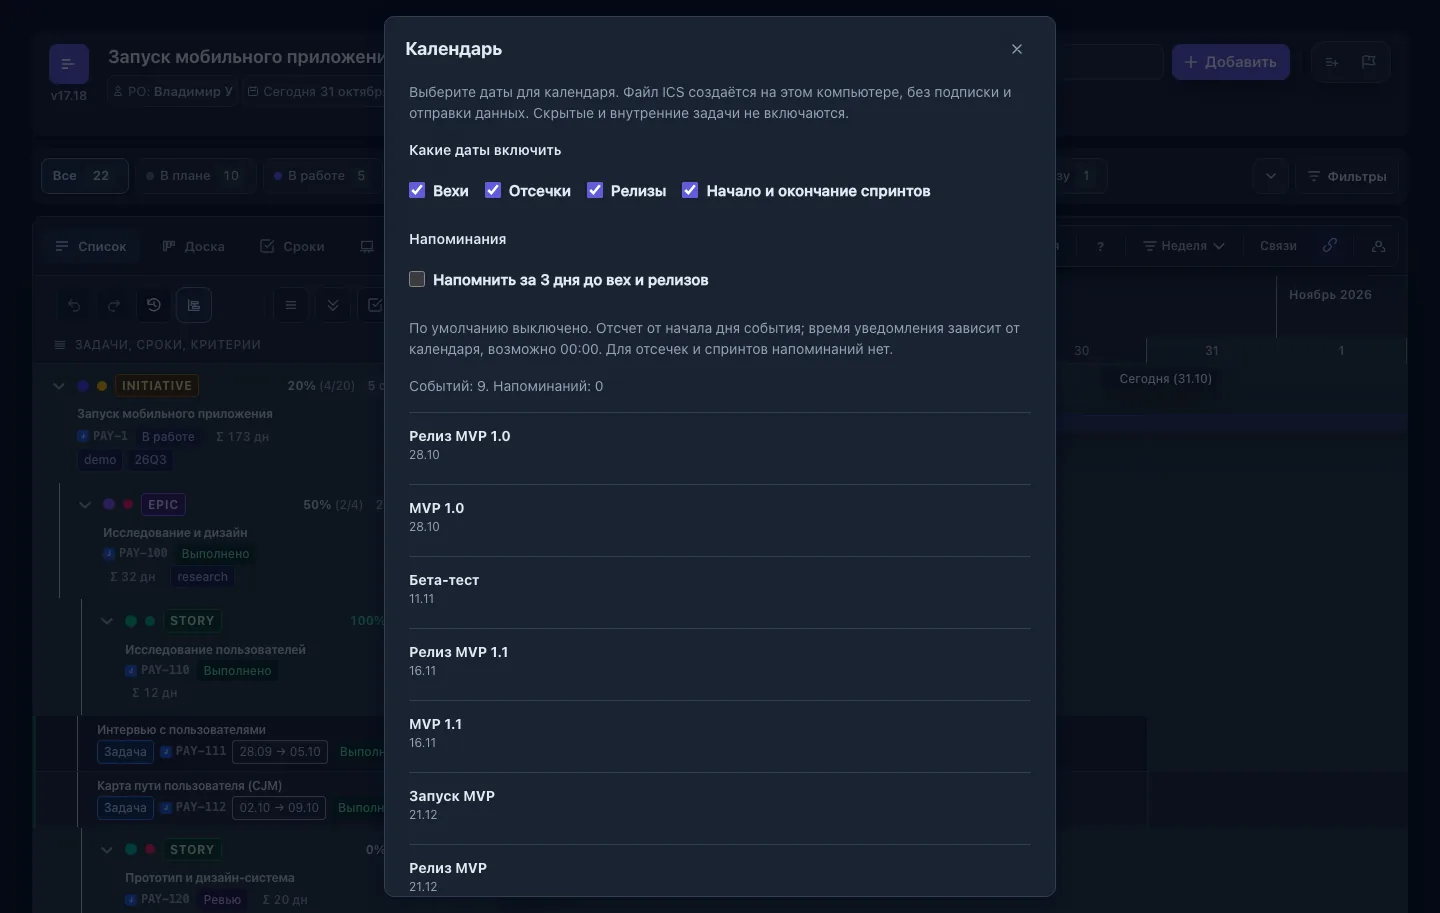 Календарь
Выберите даты для календаря. Файл ICS создаётся на этом компьютере, без подписки и
отправки данных. Скрытые и внутренние задачи не включаются.
Какие даты включить
Вехи
Отсечки
Релизы
Начало и окончание спринтов
Напоминания
Напомнить за 3 дня до вех и релизов
По умолчанию выключено. Отсчет от начала дня события; время уведомления зависит от
календаря, возможно 00:00. Для отсечек и спринтов напоминаний нет.
Событий: 9. Напоминаний: 0
Релиз MVP 1.0
28.10
MVP 1.0
28.10
Бета-тест
11.11
Релиз MVP 1.1
16.11
MVP 1.1
16.11
Запуск MVP
21.12
Релиз MVP
21.12
Запуск мобильного приложени
v17.18
PO: Владимир У
Сегодня 31 октябр
Добавить
Все 22
В плане 10
В работе 5
зу 1
Фильтры
Список
Доска
Сроки
я
?
Неделя
Связи
ЗАДАЧИ, СРОКИ, КРИТЕРИИ
Ноябрь 2026
30
31
1
Сегодня (31.10)
INITIATIVE
20% (4/20)
Запуск мобильного приложения
PAY-1
В работе
Σ 173 дн
demo
26Q3
EPIC
50% (2/4)
Исследование и дизайн
PAY-100
Выполнено
Σ 32 дн
research
STORY
100%
Исследование пользователей
PAY-110
Выполнено
Σ 12 дн
Интервью с пользователями
Задача
PAY-111
28.09 → 05.10
Выполн
Карта пути пользователя (CJM)
Задача
PAY-112
02.10 → 09.10
Выполн
STORY
0%
Прототип и дизайн-система
PAY-120
Ревью
Σ 20 дн